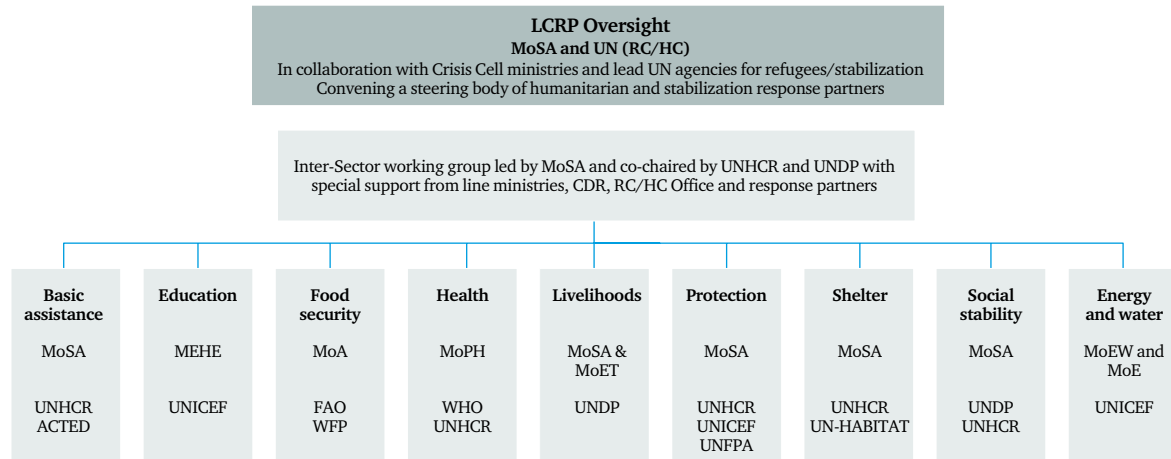 LCRP Oversight
MoSA and UN (RC/HC)
In collaboration with Crisis Cell ministries and lead UN agencies for refugees/stabilization
Convening a steering body of humanitarian and stabilization response partners
Inter-Sector working group led by MoSA and co-chaired by UNHCR and UNDP with
special support from line ministries, CDR, RC/HC Office and response partners
Basic
assistance
MoSA
UNHCR
ACTED
Education
MEHE
UNICEF
Food
security
MoA
FAO
WFP
Health
MoPH
WHO
UNHCR
Livelihoods
MoSA &
MoET
UNDP
Protection
MoSA
UNHCR
UNICEF
UNFPA
Shelter
MoSA
UNHCR
UN-HABITAT
Social
stability
MoSA
UNDP
UNHCR
Energy
and water
MoEW and
MoE
UNICEF